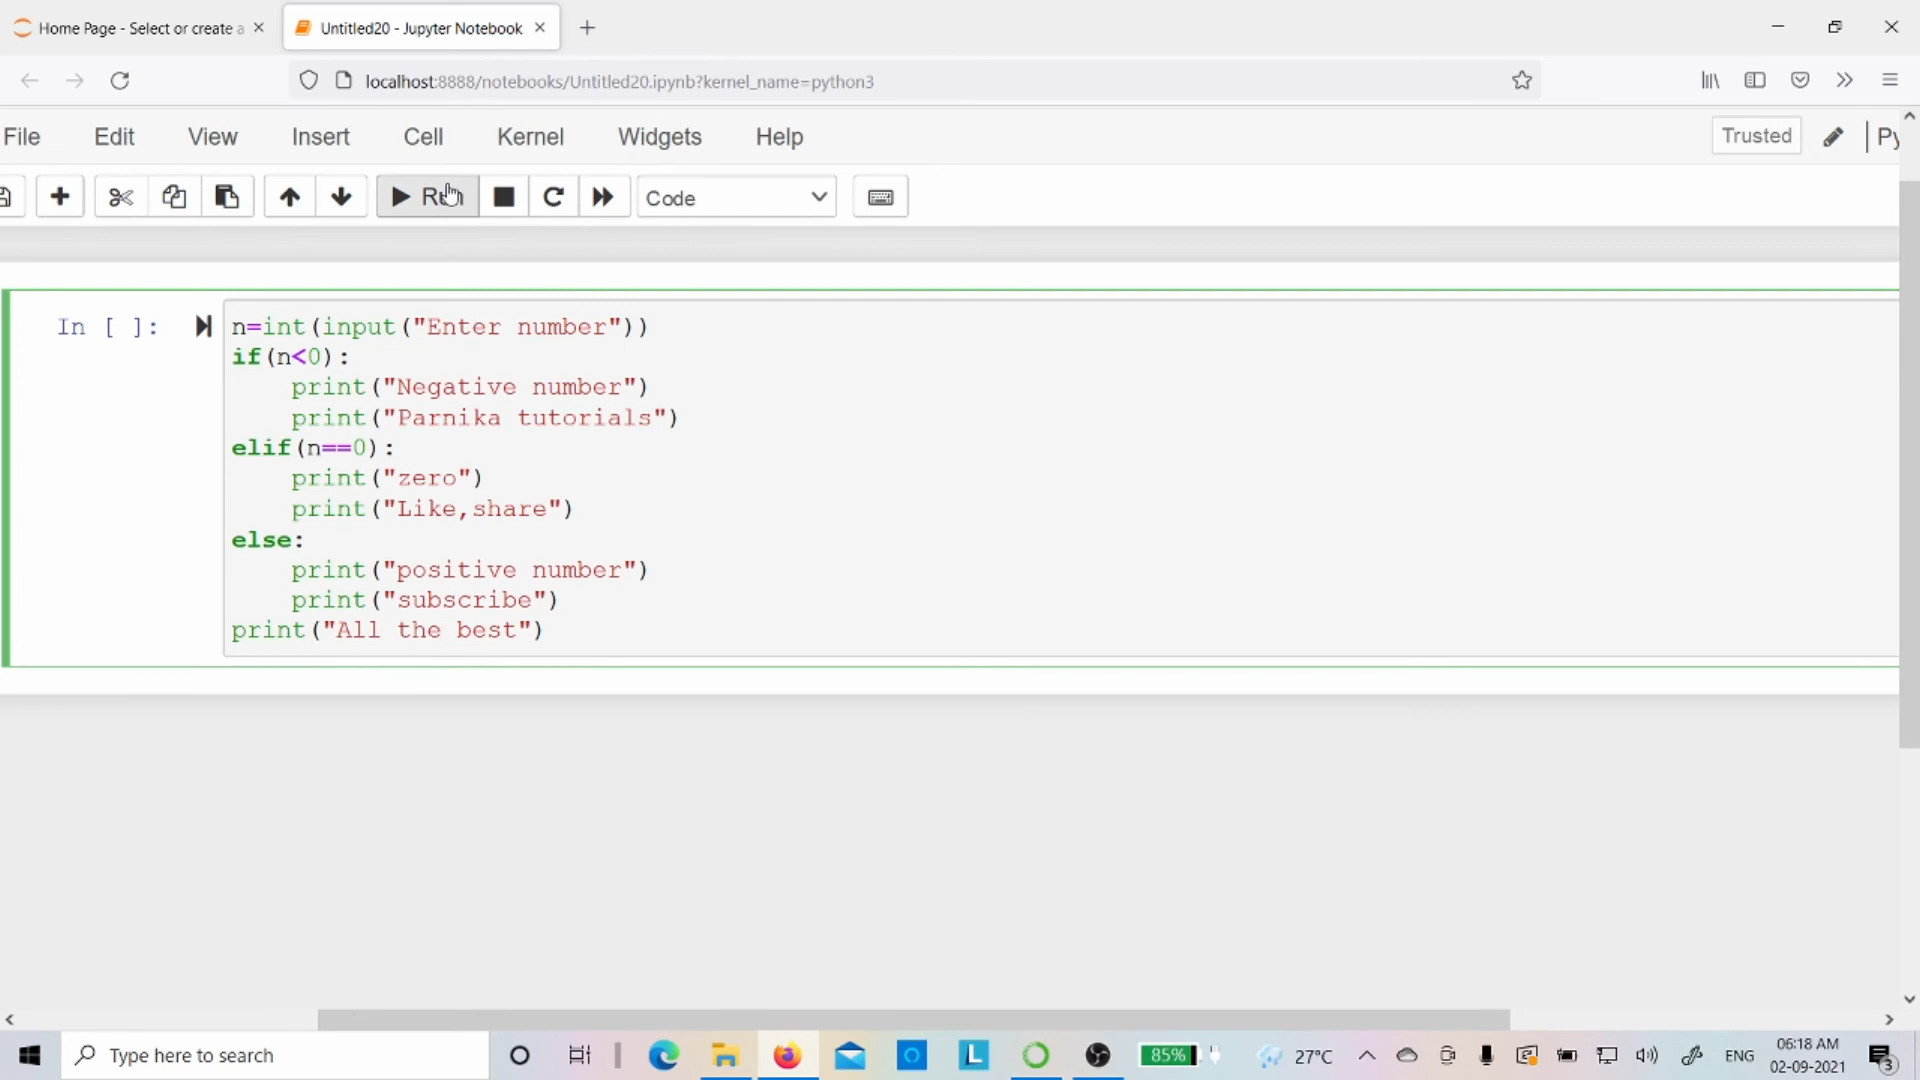 Home Page - Select or create a
Untitled20 - Jupyter Notebook
localhost:8888/notebooks/Untitled20.ipynb?kernel_name=python3
File Edit View Insert Cell Kernel Widgets Help
Trusted
Py
Run
Code
In [ ]:
n=int(input("Enter number"))
if(n<0):
    print("Negative number")
    print("Parnika tutorials")
elif(n==0):
    print("zero")
    print("Like,share")
else:
    print("positive number")
    print("subscribe")
print("All the best")
Type here to search
L
85%
27°C
ENG
06:18 AM
02-09-2021
3